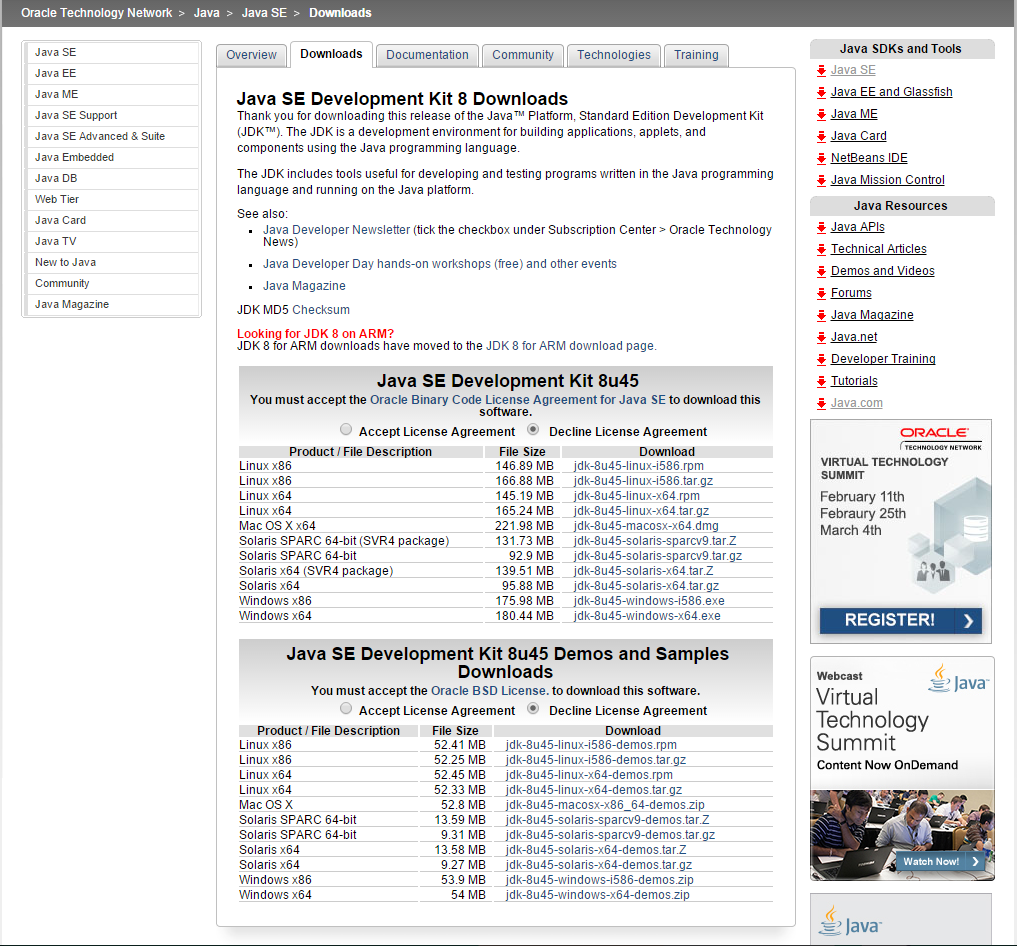 Oracle Technology Network > Java > Java SE > Downloads
Java SE
Java EE
Java ME
Java SE Support
Java SE Advanced & Suite
Java Embedded
Java DB
Web Tier
Java Card
Java TV
New to Java
Community
Java Magazine
Overview Downloads Documentation Community Technologies Training
Java SE Development Kit 8 Downloads
Thank you for downloading this release of the Java™ Platform, Standard Edition Development Kit
(JDK™). The JDK is a development environment for building applications, applets, and
components using the Java programming language.
The JDK includes tools useful for developing and testing programs written in the Java programming
language and running on the Java platform.
See also:
Java Developer Newsletter (tick the checkbox under Subscription Center > Oracle Technology
News)
Java Developer Day hands-on workshops (free) and other events
Java Magazine
JDK MD5 Checksum
Looking for JDK 8 on ARM?
JDK 8 for ARM downloads have moved to the JDK 8 for ARM download page.
Java SE Development Kit 8u45
You must accept the Oracle Binary Code License Agreement for Java SE to download this
software.
Accept License Agreement Decline License Agreement
Product / File Description File Size Download
Linux x86 146.89 MB jdk-8u45-linux-i586.rpm
Linux x86 166.88 MB jdk-8u45-linux-i586.tar.gz
Linux x64 145.19 MB jdk-8u45-linux-x64.rpm
Linux x64 165.24 MB jdk-8u45-linux-x64.tar.gz
Mac OS X x64 221.98 MB jdk-8u45-macosx-x64.dmg
Solaris SPARC 64-bit (SVR4 package) 131.73 MB jdk-8u45-solaris-sparcv9.tar.Z
Solaris SPARC 64-bit 92.9 MB jdk-8u45-solaris-sparcv9.tar.gz
Solaris x64 (SVR4 package) 139.51 MB jdk-8u45-solaris-x64.tar.Z
Solaris x64 95.88 MB jdk-8u45-solaris-x64.tar.gz
Windows x86 175.98 MB jdk-8u45-windows-i586.exe
Windows x64 180.44 MB jdk-8u45-windows-x64.exe
Java SE Development Kit 8u45 Demos and Samples
Downloads
You must accept the Oracle BSD License. to download this software.
Accept License Agreement Decline License Agreement
Product / File Description File Size Download
Linux x86 52.41 MB jdk-8u45-linux-i586-demos.rpm
Linux x86 52.25 MB jdk-8u45-linux-i586-demos.tar.gz
Linux x64 52.45 MB jdk-8u45-linux-x64-demos.rpm
Linux x64 52.33 MB jdk-8u45-linux-x64-demos.tar.gz
Mac OS X 52.8 MB jdk-8u45-macosx-x86_64-demos.zip
Solaris SPARC 64-bit 13.59 MB jdk-8u45-solaris-sparcv9-demos.tar.Z
Solaris SPARC 64-bit 9.31 MB jdk-8u45-solaris-sparcv9-demos.tar.gz
Solaris x64 13.58 MB jdk-8u45-solaris-x64-demos.tar.Z
Solaris x64 9.27 MB jdk-8u45-solaris-x64-demos.tar.gz
Windows x86 53.9 MB jdk-8u45-windows-i586-demos.zip
Windows x64 54 MB jdk-8u45-windows-x64-demos.zip
Java SDKs and Tools
Java SE
Java EE and Glassfish
Java ME
Java Card
NetBeans IDE
Java Mission Control
Java Resources
Java APIs
Technical Articles
Demos and Videos
Forums
Java Magazine
Java.net
Developer Training
Tutorials
Java.com
ORACLE
TECHNOLOGY NETWORK
VIRTUAL TECHNOLOGY
SUMMIT
February 11th
Febraury 25th
March 4th
REGISTER!
Java
Webcast
Virtual
Technology
Summit
Content Now OnDemand
Watch Now!
Java